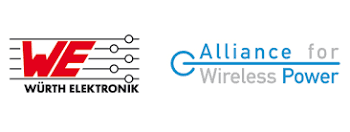 WE
WÜRTH ELEKTRONIK
Alliance for
Wireless Power